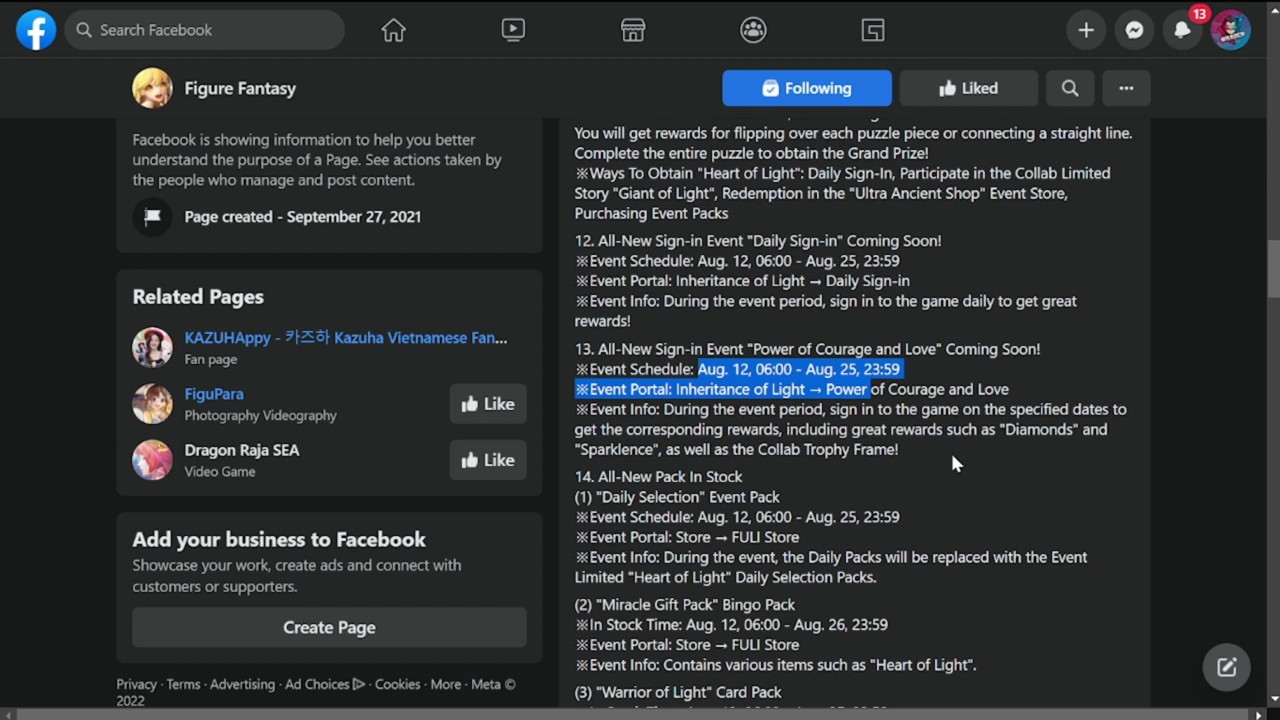 Search Facebook
13
Figure Fantasy
Following
Liked
Facebook is showing information to help you better
understand the purpose of a Page. See actions taken by
the people who manage and post content.
Page created - September 27, 2021
Related Pages
KAZUHAppy - 카즈하 Kazuha Vietnamese Fan...
Fan page
FiguPara
Photography Videography
Like
Dragon Raja SEA
Video Game
Like
Add your business to Facebook
Showcase your work, create ads and connect with
customers or supporters.
Create Page
Privacy · Terms · Advertising · Ad Choices · Cookies · More · Meta ©
2022
You will get rewards for flipping over each puzzle piece or connecting a straight line.
Complete the entire puzzle to obtain the Grand Prize!
※Ways To Obtain "Heart of Light": Daily Sign-In, Participate in the Collab Limited
Story "Giant of Light", Redemption in the "Ultra Ancient Shop" Event Store,
Purchasing Event Packs
12. All-New Sign-in Event "Daily Sign-in" Coming Soon!
※Event Schedule: Aug. 12, 06:00 - Aug. 25, 23:59
※Event Portal: Inheritance of Light → Daily Sign-in
※Event Info: During the event period, sign in to the game daily to get great
rewards!
13. All-New Sign-in Event "Power of Courage and Love" Coming Soon!
※Event Schedule: Aug. 12, 06:00 - Aug. 25, 23:59
※Event Portal: Inheritance of Light → Power of Courage and Love
※Event Info: During the event period, sign in to the game on the specified dates to
get the corresponding rewards, including great rewards such as "Diamonds" and
"Sparklence", as well as the Collab Trophy Frame!
14. All-New Pack In Stock
(1) "Daily Selection" Event Pack
※Event Schedule: Aug. 12, 06:00 - Aug. 25, 23:59
※Event Portal: Store → FULI Store
※Event Info: During the event, the Daily Packs will be replaced with the Event
Limited "Heart of Light" Daily Selection Packs.
(2) "Miracle Gift Pack" Bingo Pack
※In Stock Time: Aug. 12, 06:00 - Aug. 26, 23:59
※Event Portal: Store → FULI Store
※Event Info: Contains various items such as "Heart of Light".
(3) "Warrior of Light" Card Pack